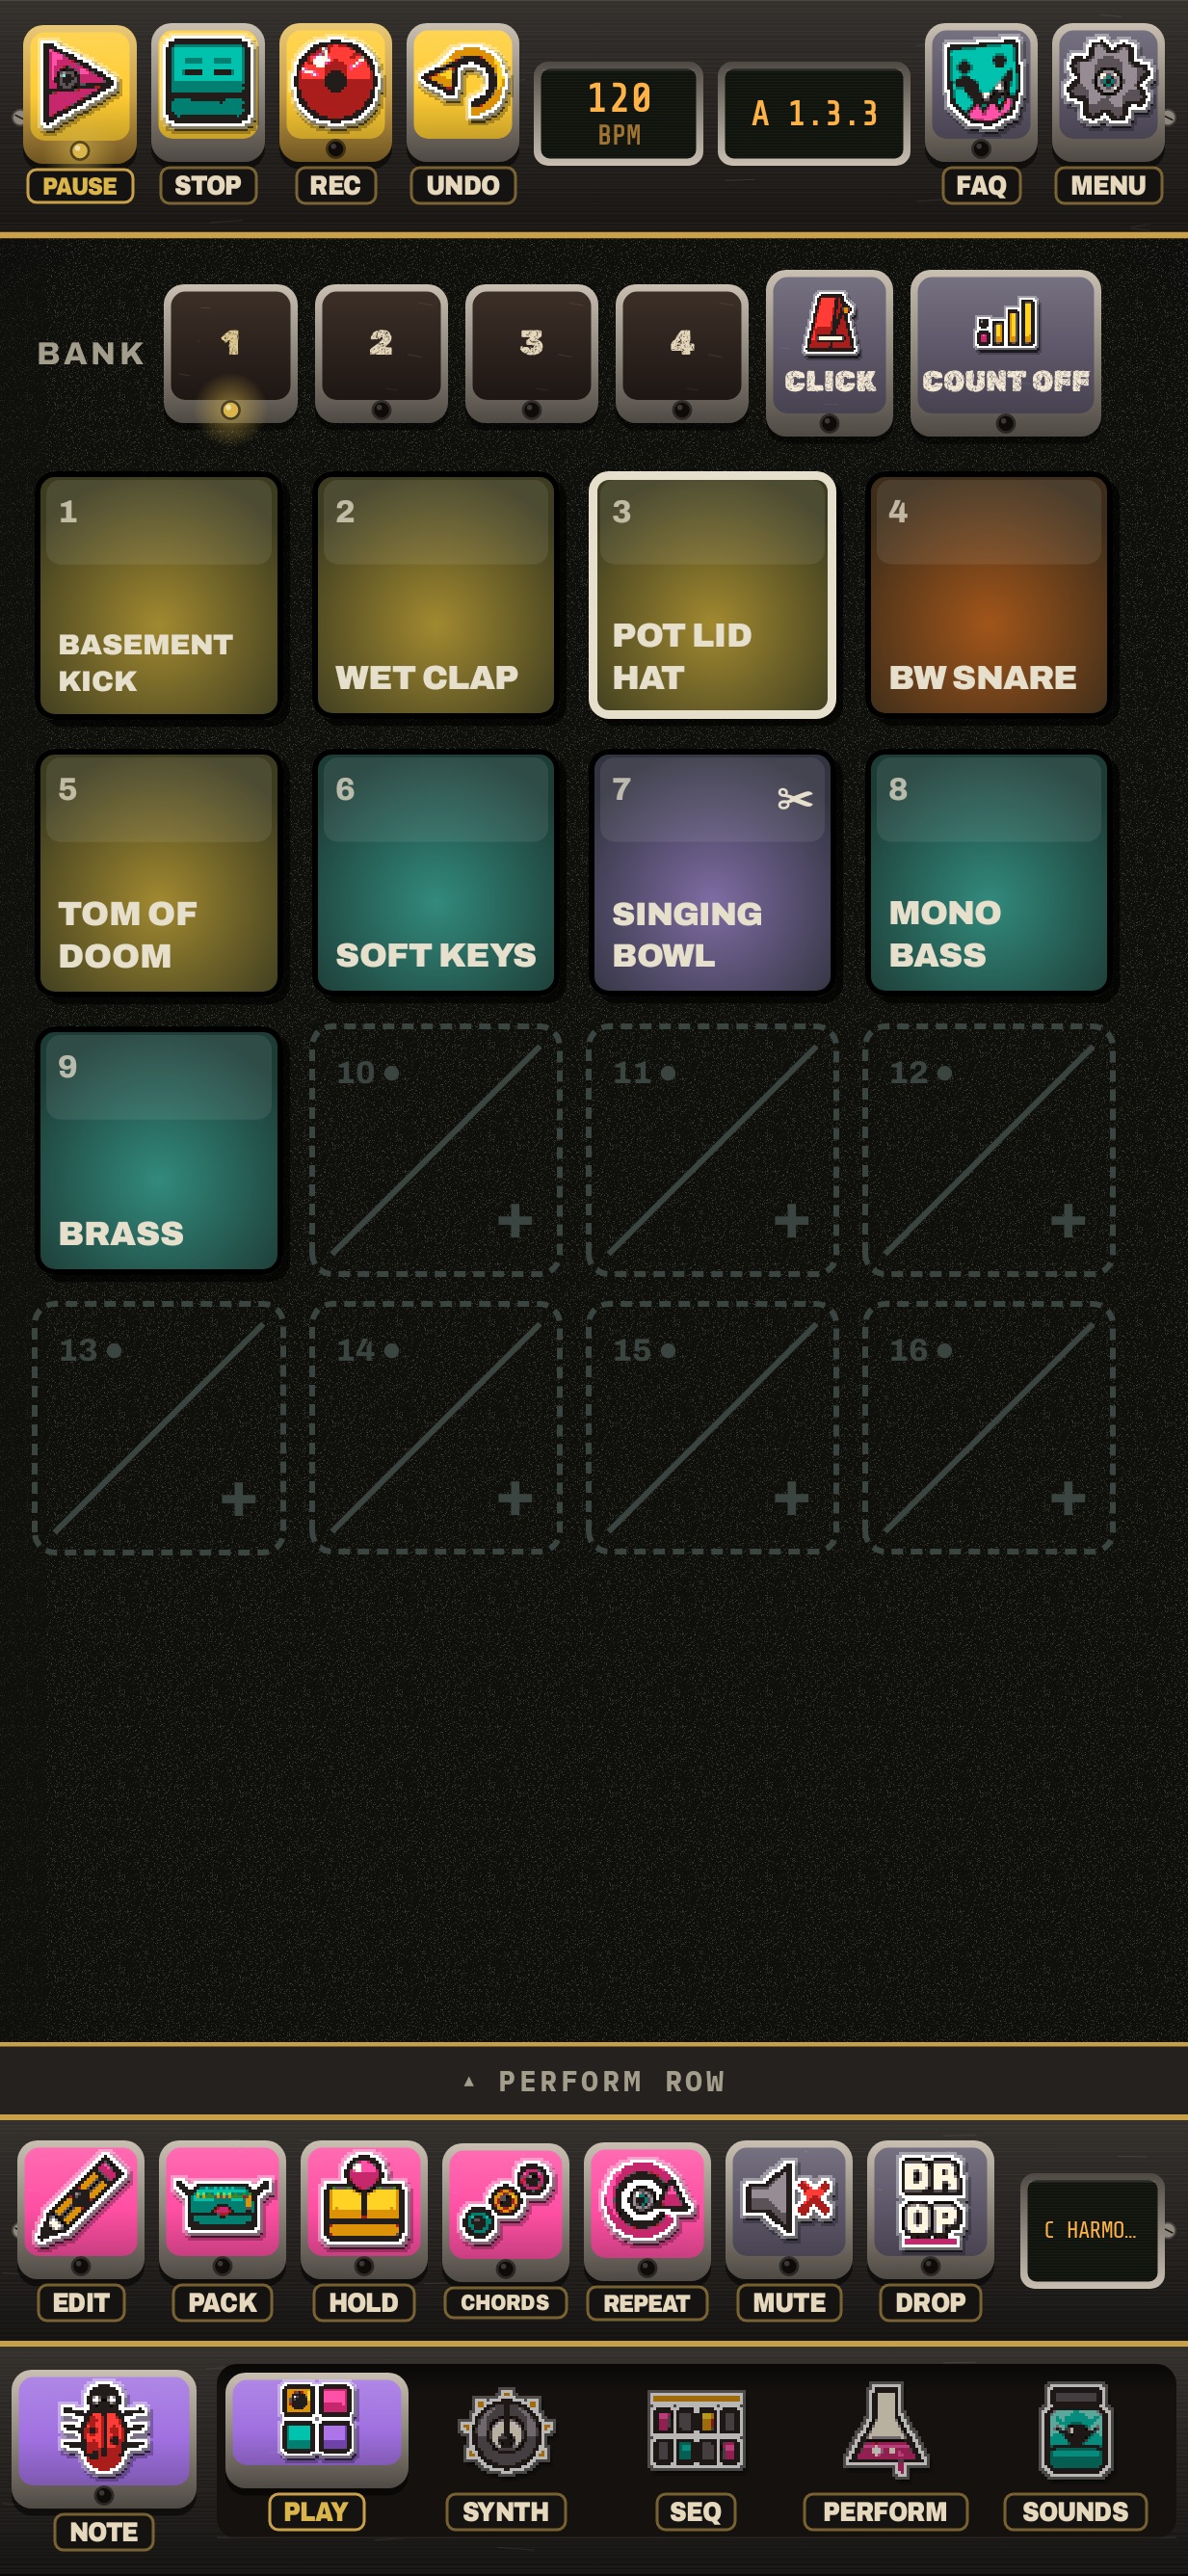 120
BPM
A 1.3.3
PAUSE
STOP
REC
UNDO
FAQ
MENU
BANK
1
2
3
4
CLICK
COUNT OFF
1
BASEMENT
KICK
2
WET CLAP
3
POT LID
HAT
4
BW SNARE
5
TOM OF
DOOM
6
SOFT KEYS
7
SINGING
BOWL
8
MONO
BASS
9
BRASS
10
11
12
13
14
15
16
▲ PERFORM ROW
DR
OP
C HARMO…
EDIT
PACK
HOLD
CHORDS
REPEAT
MUTE
DROP
NOTE
PLAY
SYNTH
SEQ
PERFORM
SOUNDS